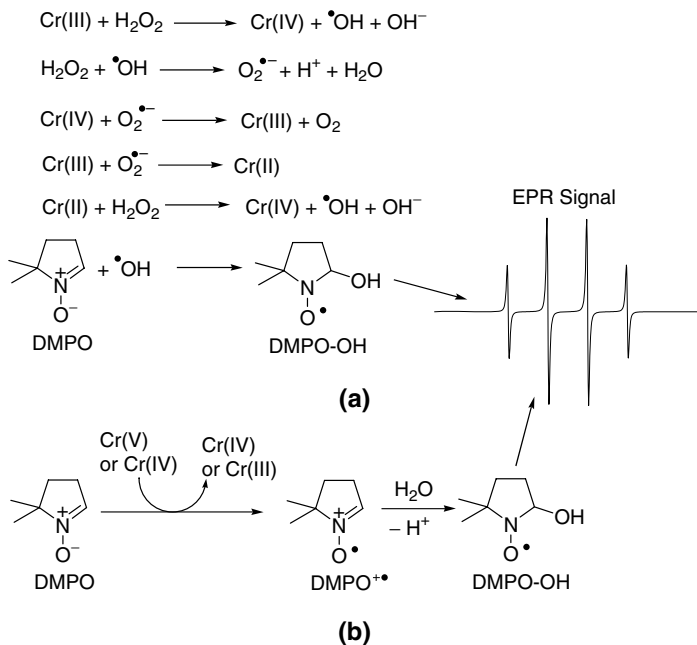 Cr(III) + H₂O₂ ⟶ Cr(IV) + •OH + OH⁻
H₂O₂ + •OH ⟶ O₂•⁻ + H⁺ + H₂O
Cr(IV) + O₂•⁻ ⟶ Cr(III) + O₂
Cr(III) + O₂•⁻ ⟶ Cr(II)
Cr(II) + H₂O₂ ⟶ Cr(IV) + •OH + OH⁻
EPR Signal
N⁺ O⁻ + •OH ⟶ N O• OH
DMPO DMPO-OH
(a)
Cr(V) or Cr(IV)
Cr(IV) or Cr(III)
H₂O
– H⁺
N⁺ O⁻
N⁺ O•
N O• OH
DMPO DMPO⁺• DMPO-OH
(b)